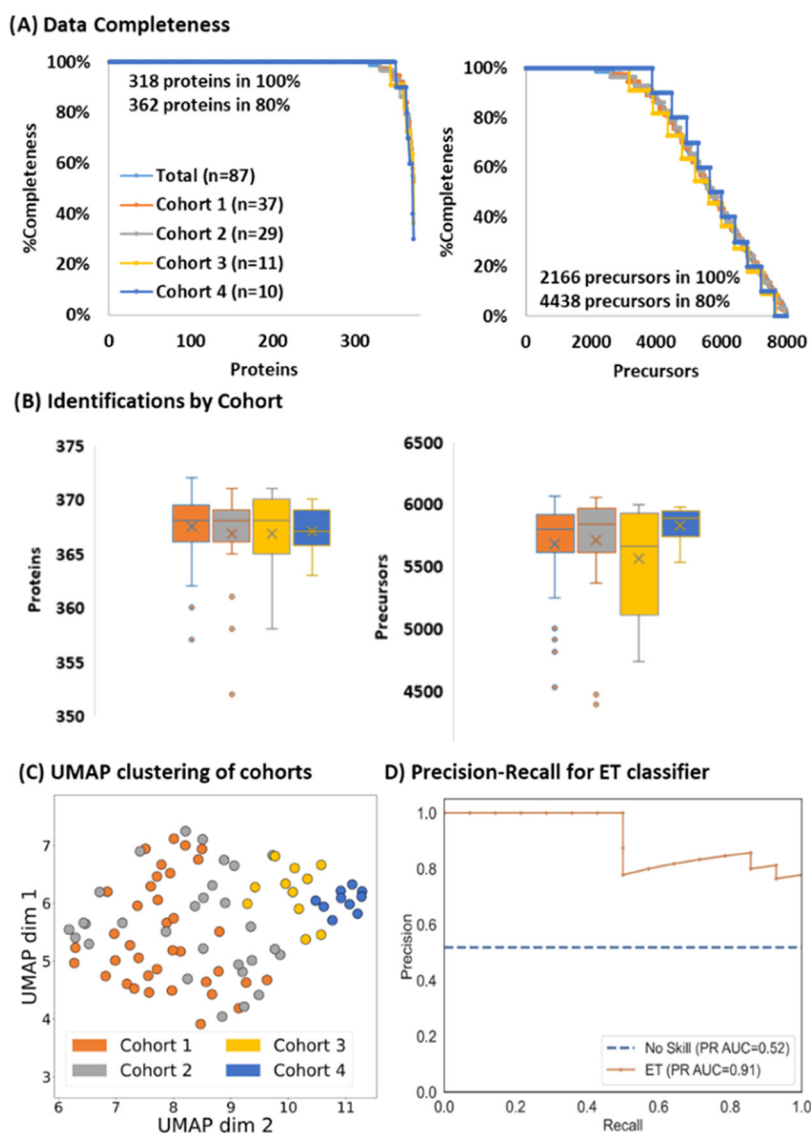 (A) Data Completeness
100%
80%
60%
40%
20%
0%
%Completeness
318 proteins in 100%
362 proteins in 80%
Total (n=87)
Cohort 1 (n=37)
Cohort 2 (n=29)
Cohort 3 (n=11)
Cohort 4 (n=10)
0 100 200 300
Proteins
100%
80%
60%
40%
20%
0%
%Completeness
2166 precursors in 100%
4438 precursors in 80%
0 2000 4000 6000 8000
Precursors
(B) Identifications by Cohort
375
370
365
360
355
350
Proteins
6500
6000
5500
5000
4500
Precursors
(C) UMAP clustering of cohorts
7
6
5
4
3
UMAP dim 1
Cohort 1 Cohort 3
Cohort 2 Cohort 4
6 7 8 9 10 11
UMAP dim 2
D) Precision-Recall for ET classifier
1.0
0.8
0.6
0.4
0.2
0.0
Precision
No Skill (PR AUC=0.52)
ET (PR AUC=0.91)
0.0 0.2 0.4 0.6 0.8 1.0
Recall